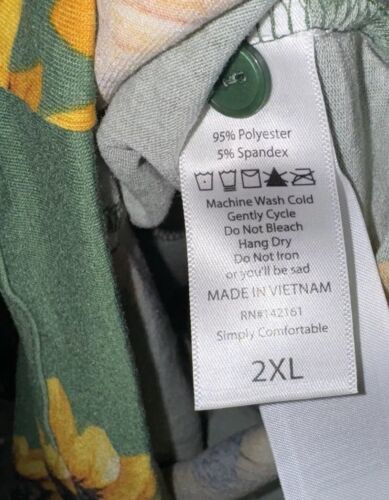 95% Polyester
5% Spandex
Machine Wash Cold
Gently Cycle
Do Not Bleach
Hang Dry
Do Not Iron
or you'll be sad
MADE IN VIETNAM
RN#142161
Simply Comfortable
2XL